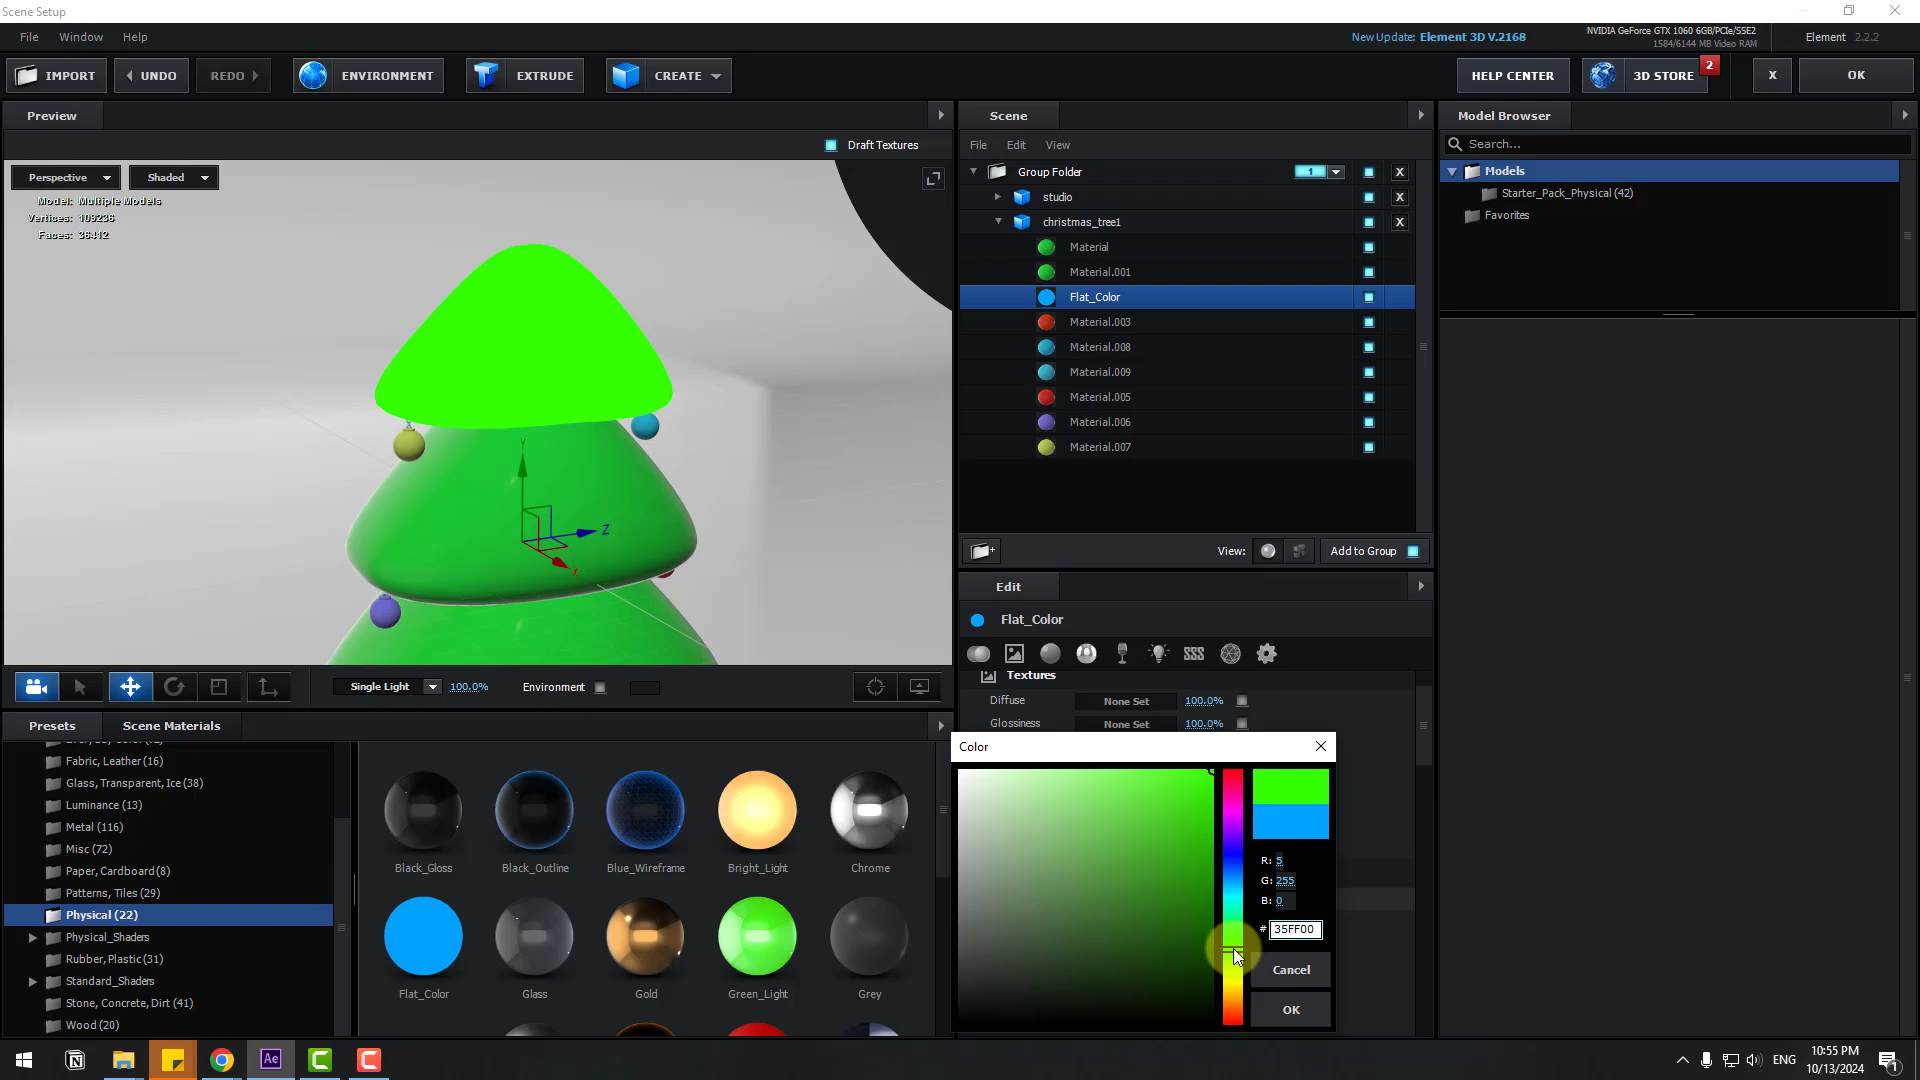 Scene Setup
File Window Help
New Update: Element 3D V.2168
NVIDIA GeForce GTX 1060 6GB/PCIe/SSE2
1584/6144 MB Video RAM
Element 2.2.2
IMPORT
UNDO
REDO
ENVIRONMENT
EXTRUDE
CREATE
HELP CENTER
3D STORE
2
X
OK
Preview
Draft Textures
Perspective
Shaded
Model: Multiple Models
Vertices: 109236
Faces: 36412
Y
Z
X
Single Light
100.0%
Environment
Scene
File Edit View
Group Folder
1
X
studio
X
christmas_tree1
X
Material
Material.001
Flat_Color
Material.003
Material.008
Material.009
Material.005
Material.006
Material.007
View:
Add to Group
Model Browser
Search...
Models
Starter_Pack_Physical (42)
Favorites
Edit
Flat_Color
Textures
Diffuse None Set 100.0%
Glossiness None Set 100.0%
Color
R: 5
G: 255
B: 0
# 35FF00
Cancel
OK
Presets
Scene Materials
Fabric, Leather (16)
Glass, Transparent, Ice (38)
Luminance (13)
Metal (116)
Misc (72)
Paper, Cardboard (8)
Patterns, Tiles (29)
Physical (22)
Physical_Shaders
Rubber, Plastic (31)
Standard_Shaders
Stone, Concrete, Dirt (41)
Wood (20)
Black_Gloss
Black_Outline
Blue_Wireframe
Bright_Light
Chrome
Flat_Color
Glass
Gold
Green_Light
Grey
Ae
ENG
10:55 PM
10/13/2024
1